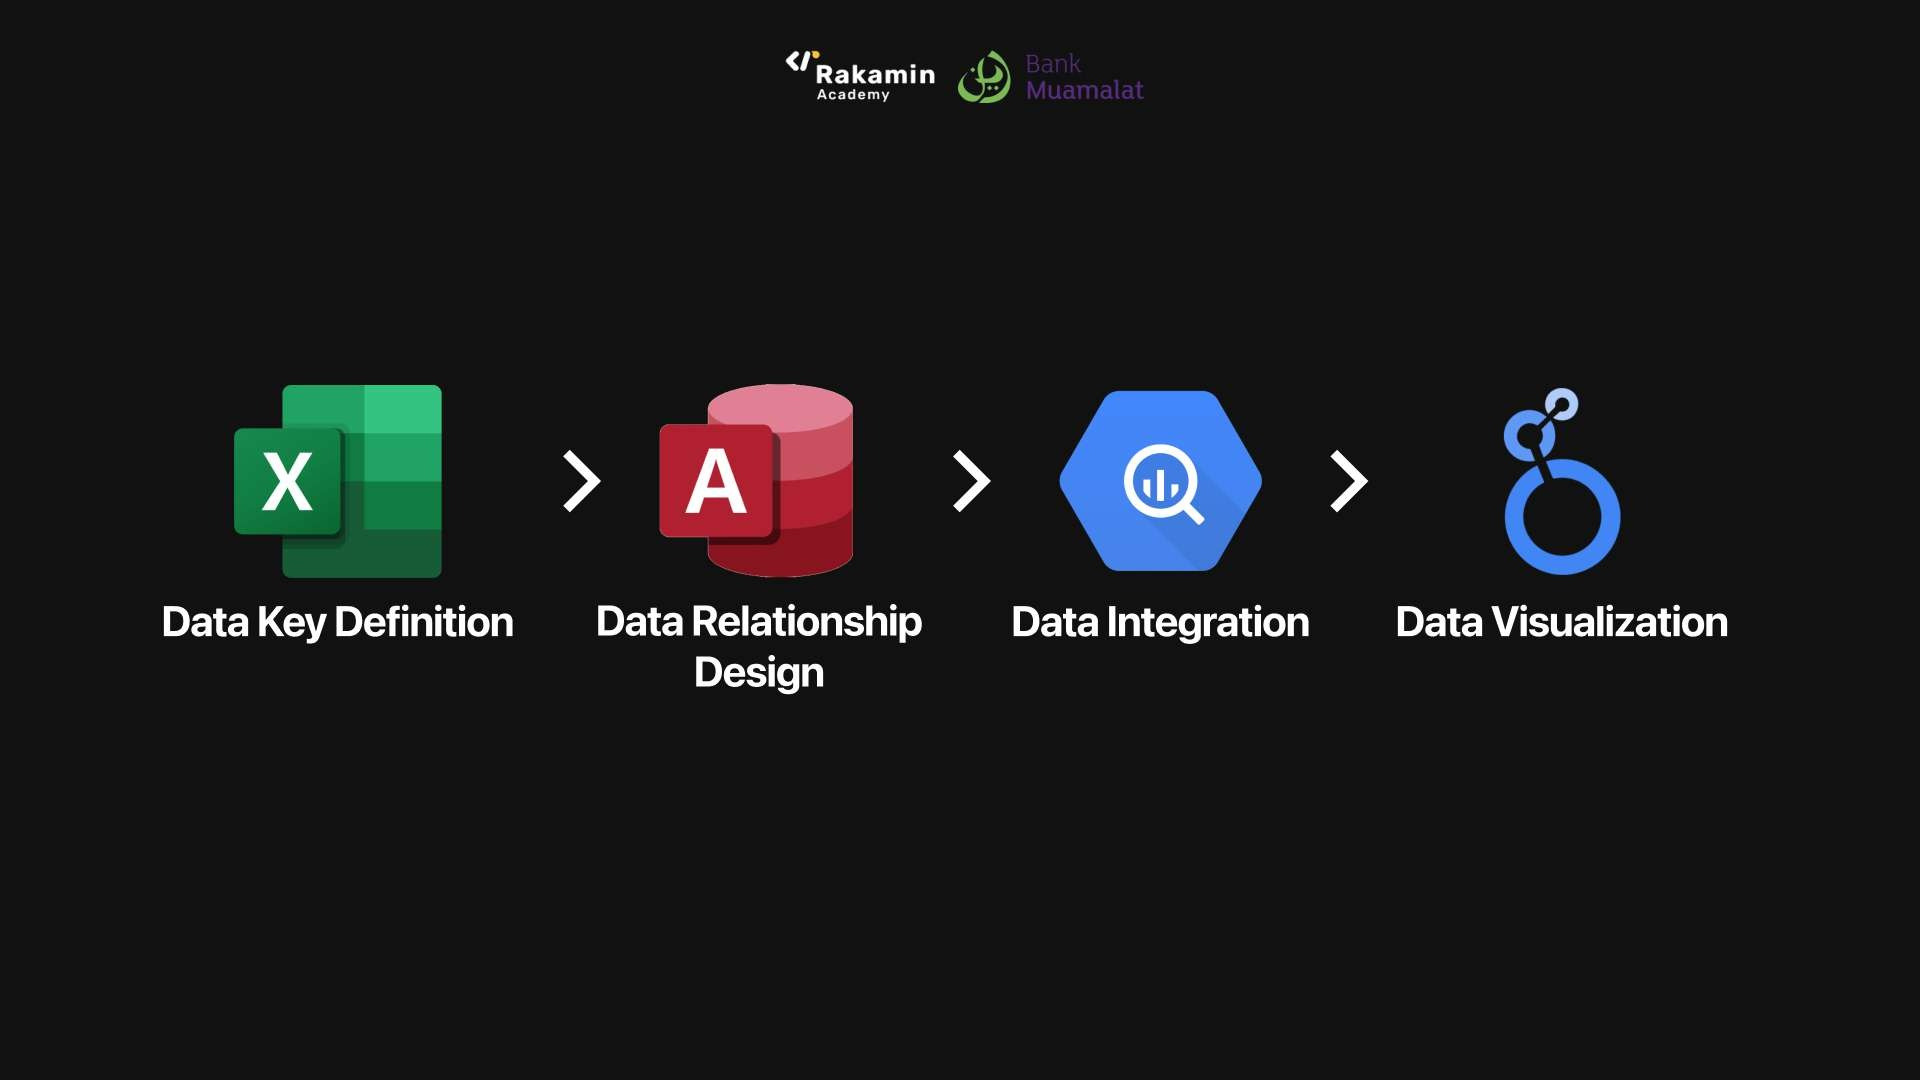 Rakamin
Academy
Bank
Muamalat
X
A
Data Key Definition
Data Relationship
Design
Data Integration
Data Visualization